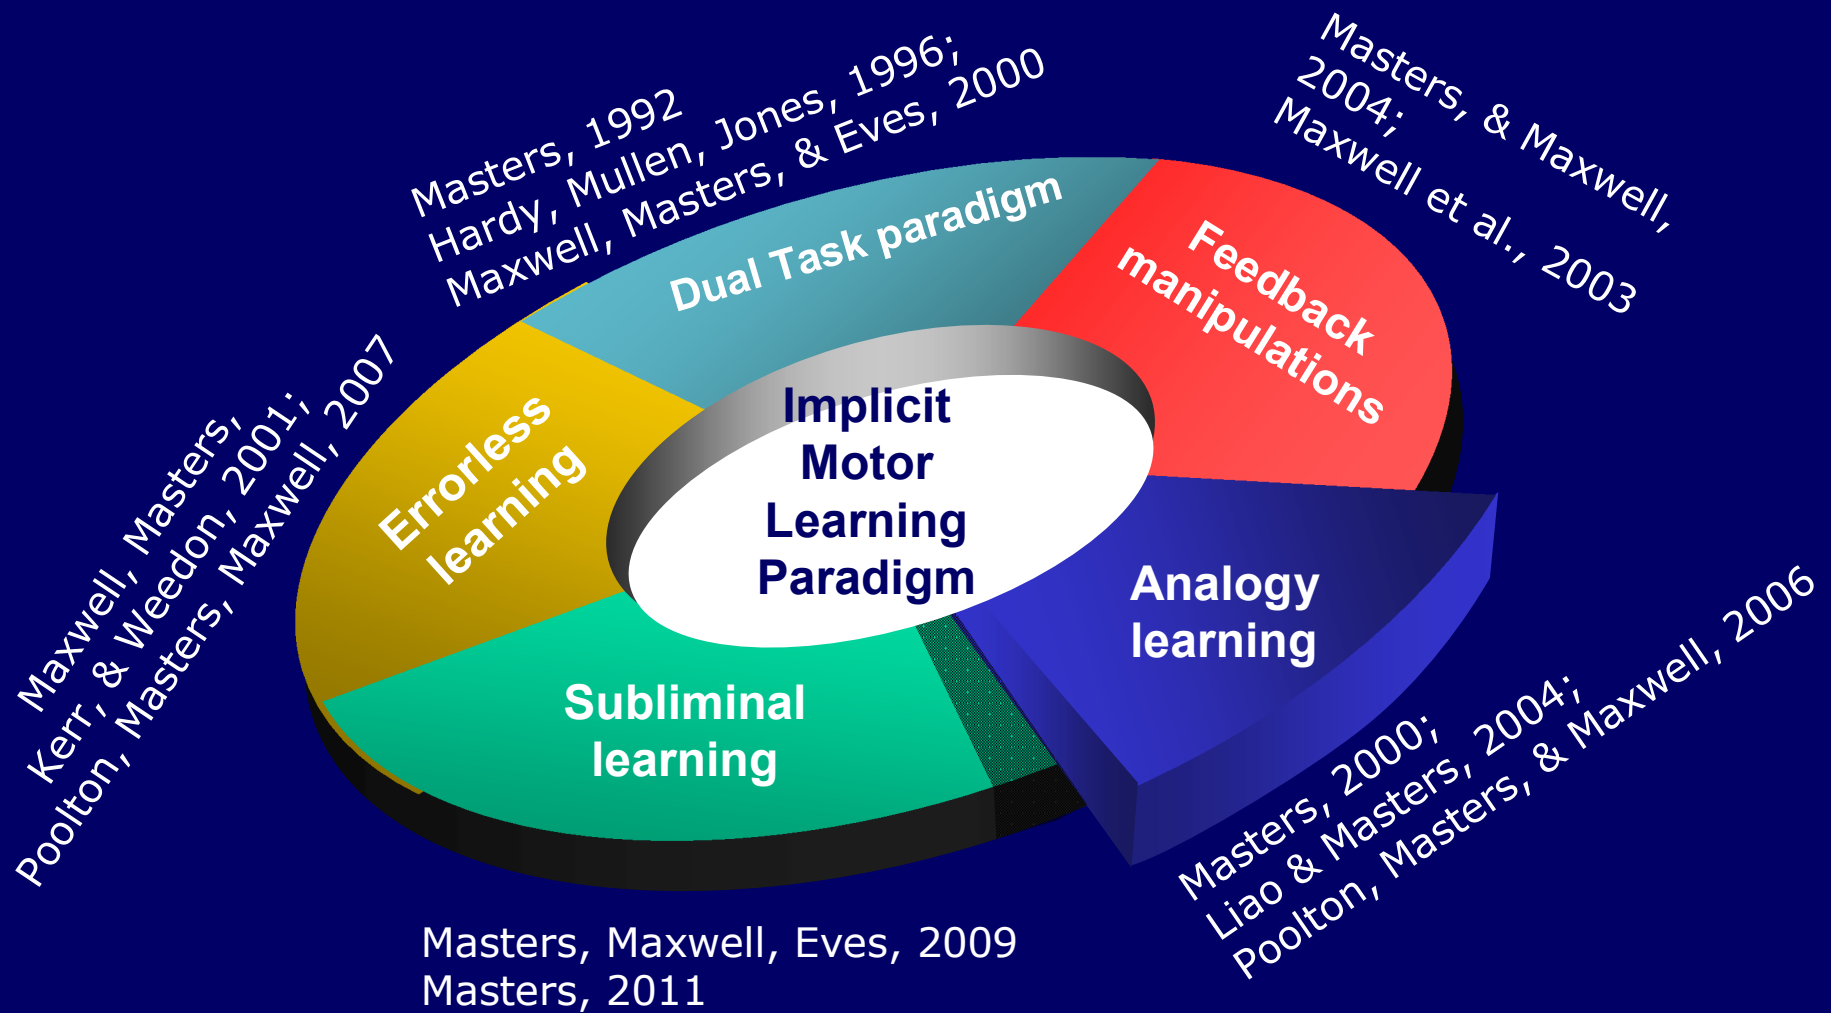 Masters, 1992
Hardy, Mullen, Jones, 1996;
Maxwell, Masters, & Eves, 2000
Masters, & Maxwell,
2004;
Maxwell et al., 2003
Dual Task paradigm
Feedback
manipulations
Maxwell, Masters,
Kerr, & Weedon, 2001;
Poolton, Masters, Maxwell, 2007
Errorless
learning
Implicit
Motor
Learning
Paradigm
Analogy
learning
Subliminal
learning
Masters, 2000;
Liao & Masters, 2004;
Poolton, Masters, & Maxwell, 2006
Masters, Maxwell, Eves, 2009
Masters, 2011